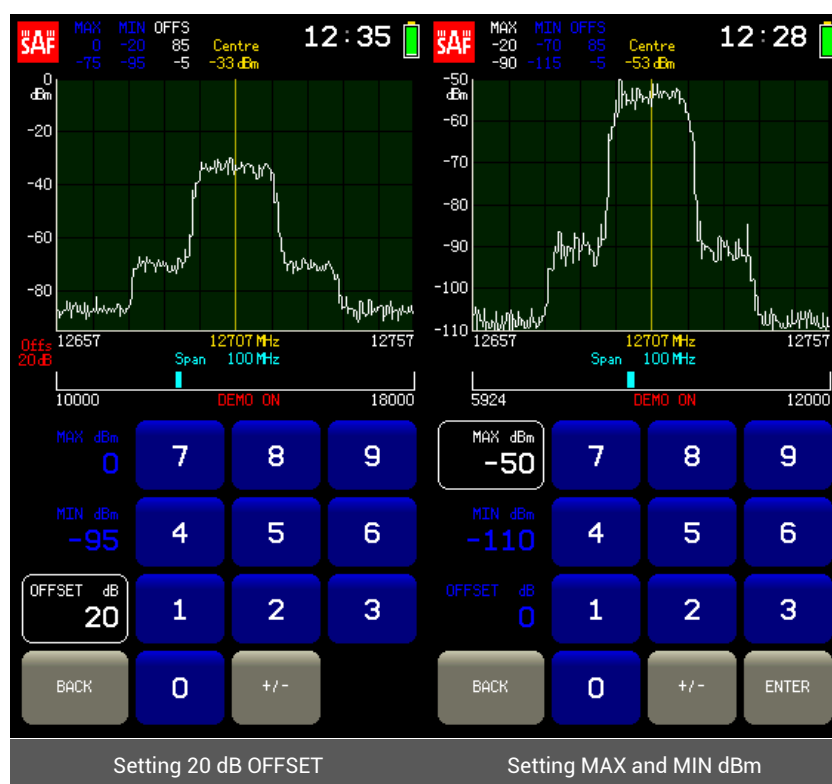 SAF
MAX MIN OFFS
0 -20 85
-75 -95 -5
Centre
-33 dBm
12:35
0
dBm
-20
-40
-60
-80
Offs
20dB
12657 12707 MHz 12757
Span 100 MHz
10000 DEMO ON 18000
MAX dBm
0
7 8 9
MIN dBm
-95
4 5 6
OFFSET dB
20
1 2 3
BACK 0 +/-
Setting 20 dB OFFSET
SAF
MAX MIN OFFS
-20 -70 85
-90 -115 -5
Centre
-53 dBm
12:28
-50
dBm
-60
-70
-80
-90
-100
-110
12657 12707 MHz 12757
Span 100 MHz
5924 DEMO ON 12000
MAX dBm
-50
7 8 9
MIN dBm
-110
4 5 6
OFFSET dB
0
1 2 3
BACK 0 +/- ENTER
Setting MAX and MIN dBm